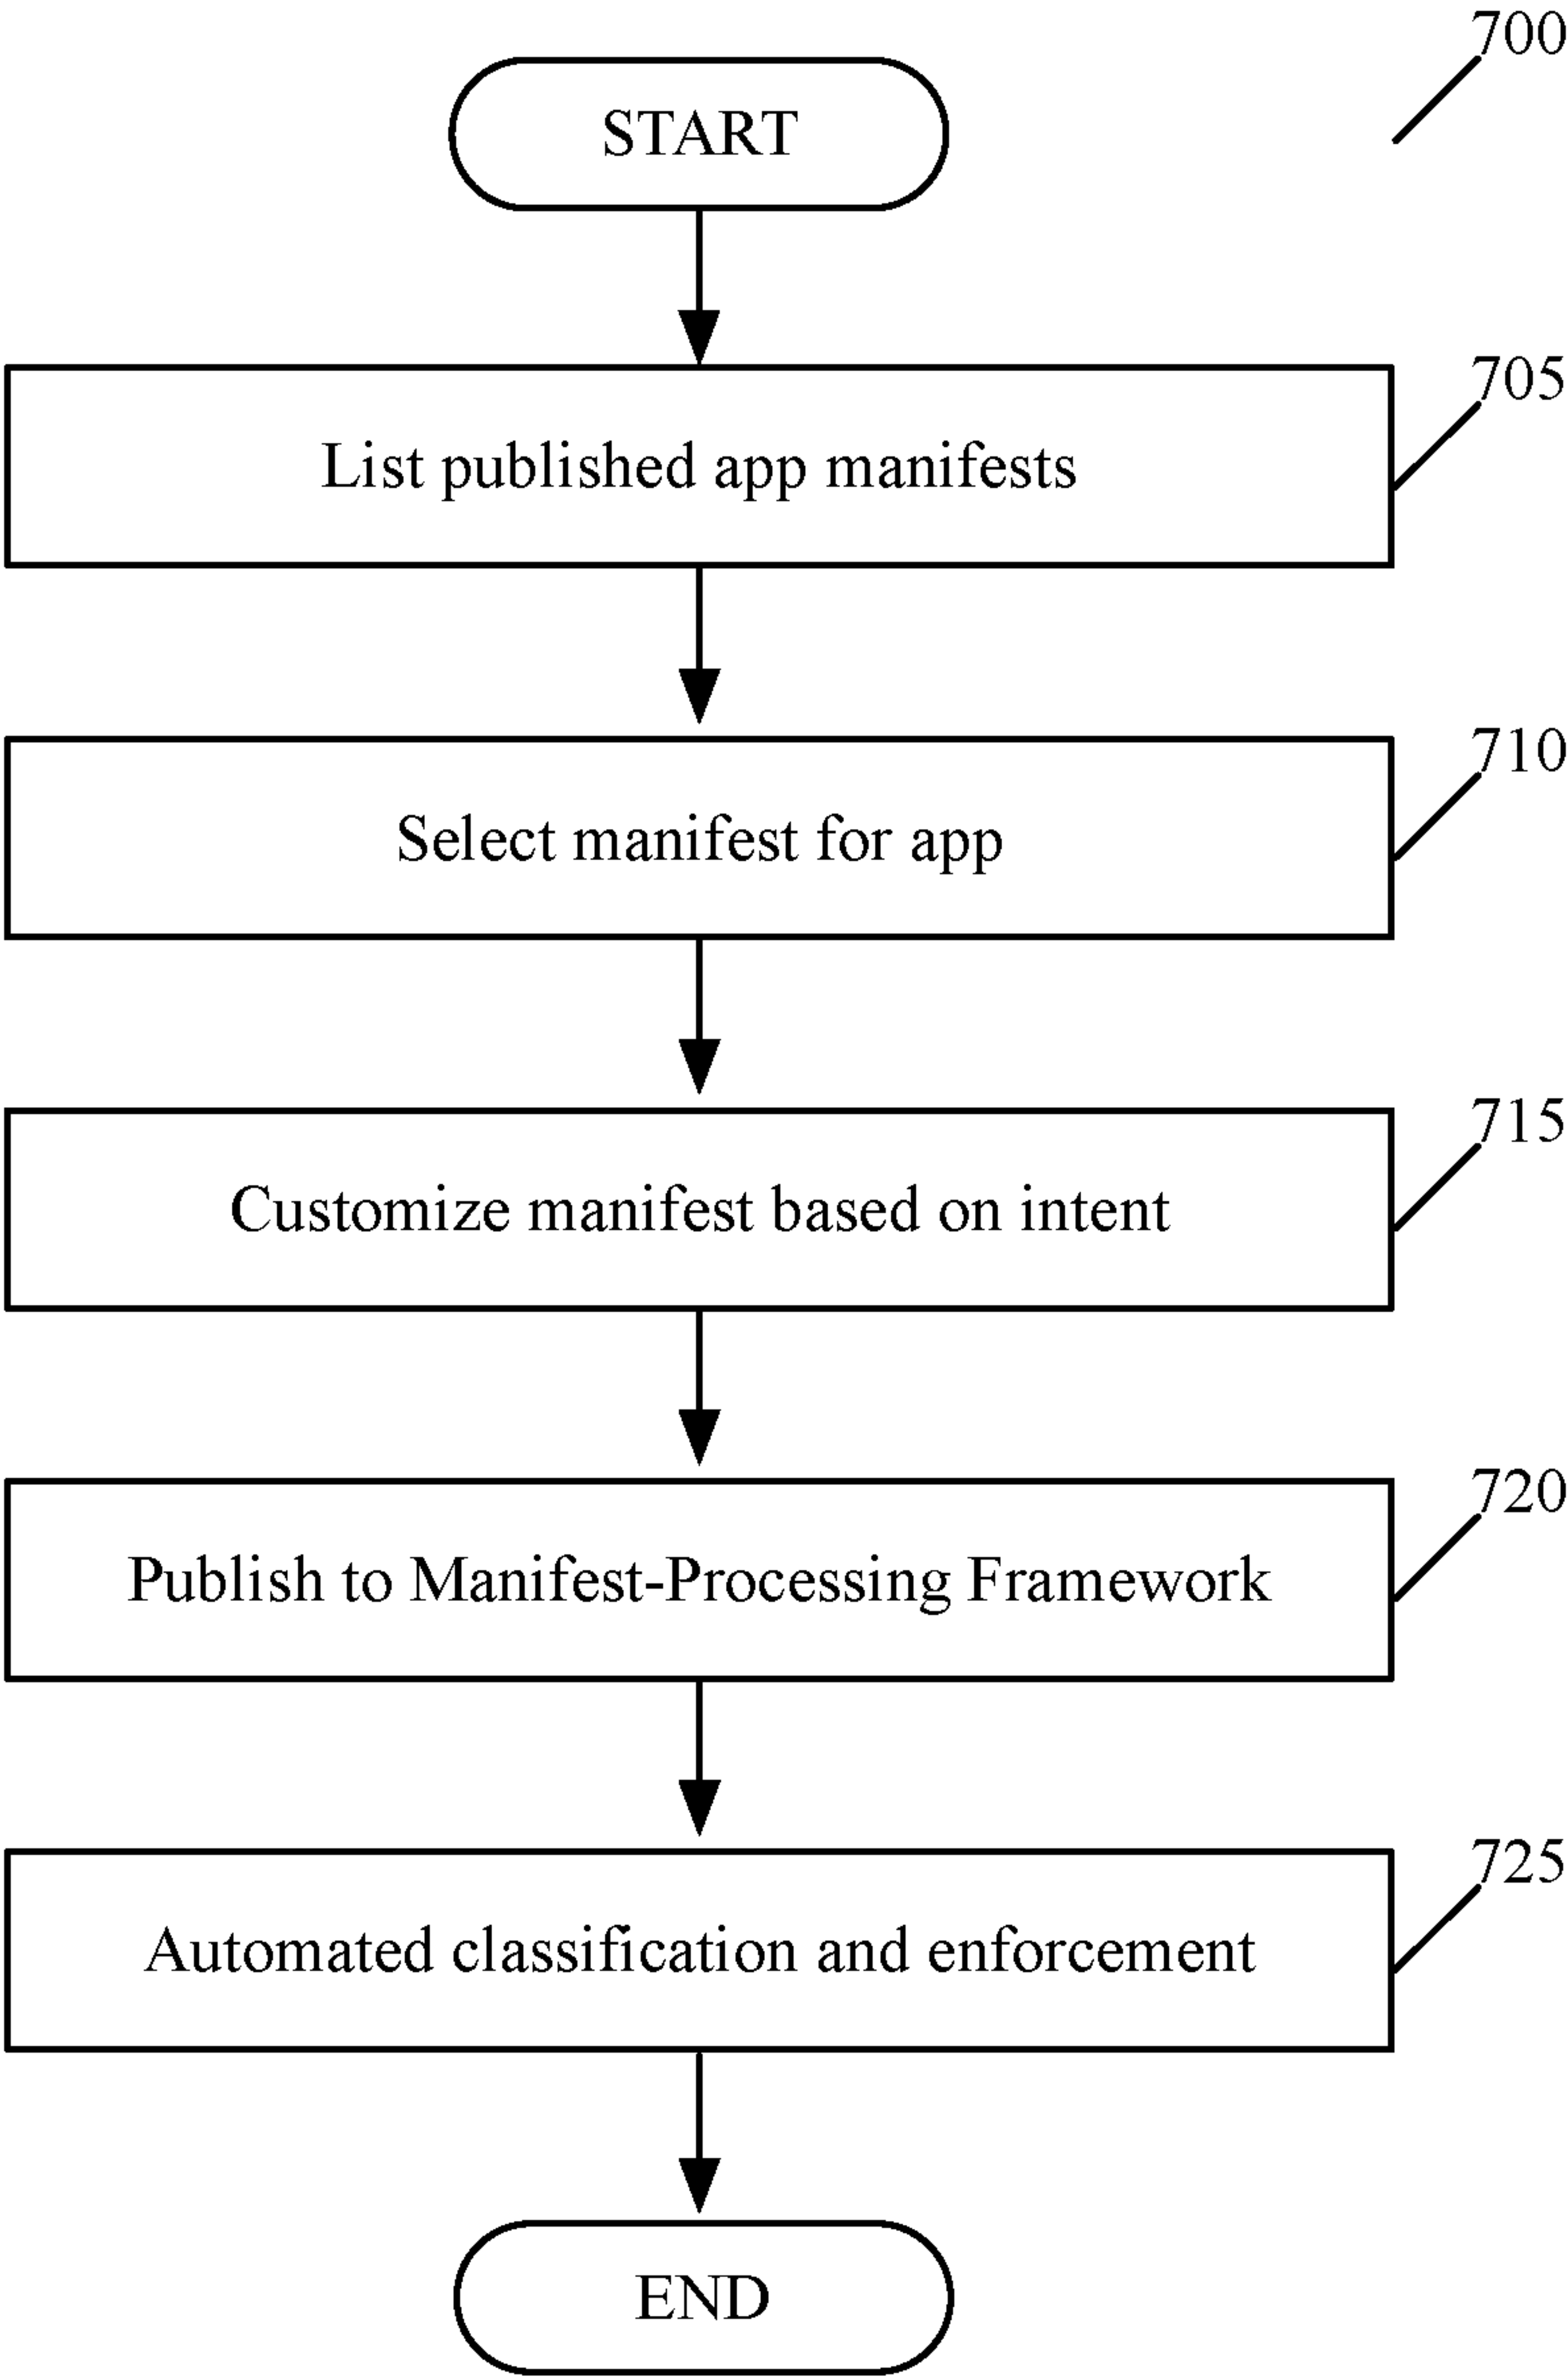 700
START
705
List published app manifests
710
Select manifest for app
715
Customize manifest based on intent
720
Publish to Manifest-Processing Framework
725
Automated classification and enforcement
END